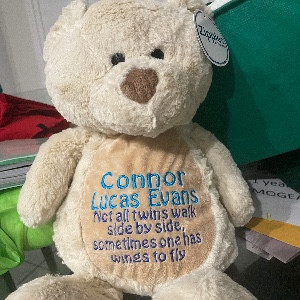 Connor
Lucas Evans
Not all twins walk
side by side,
sometimes one has
wings to fly